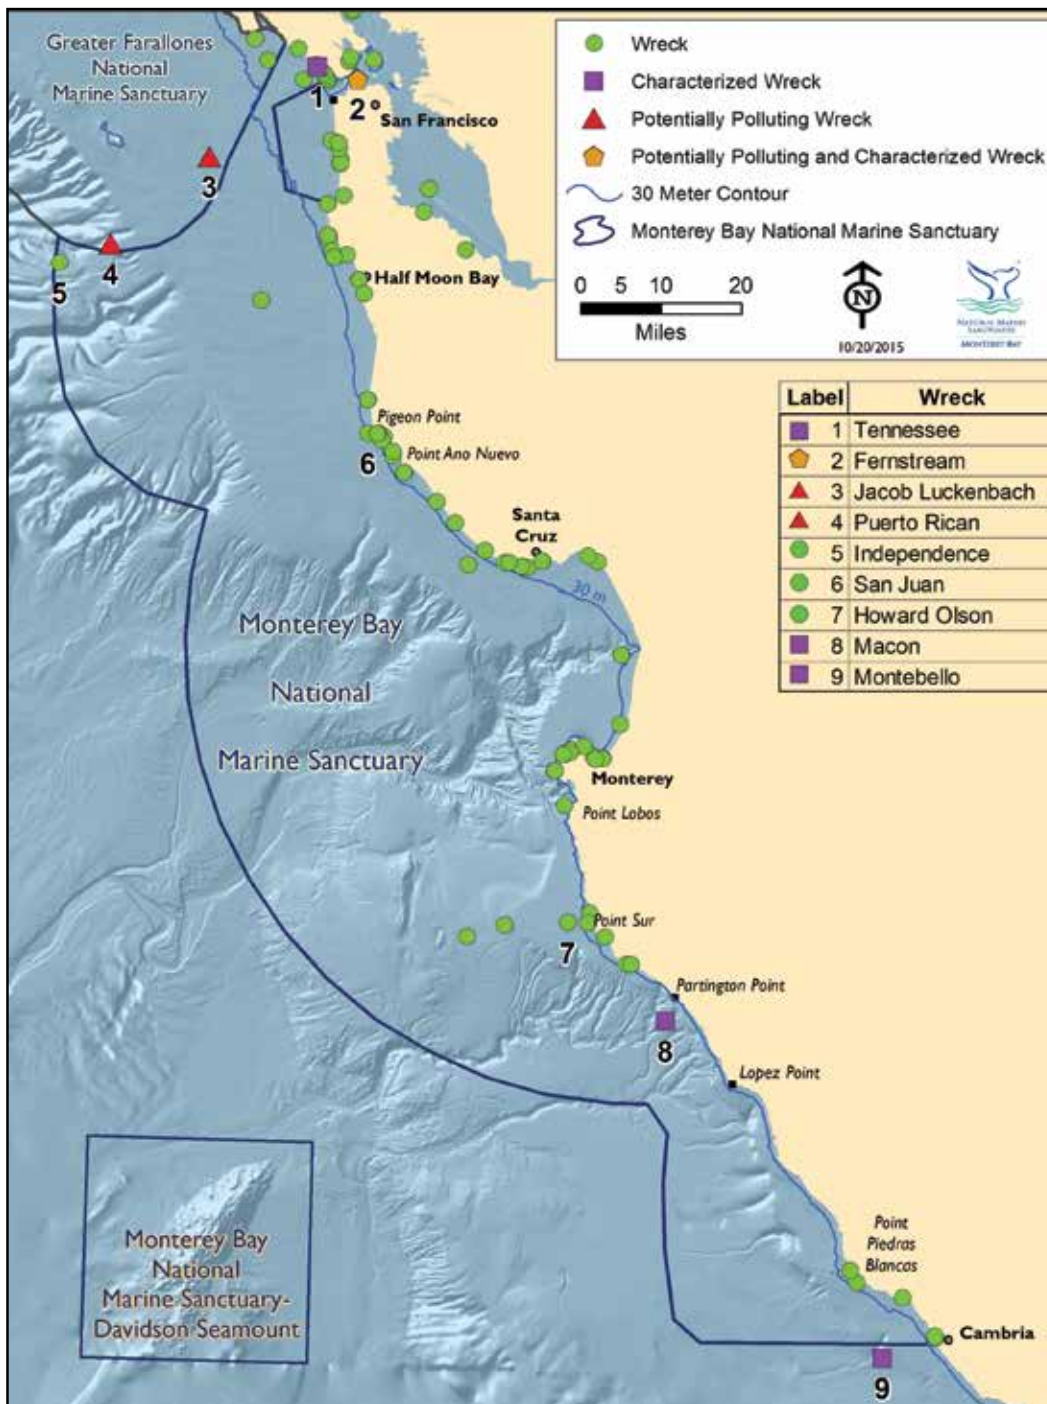 Greater Farallones
National
Marine Sanctuary
1
2
San Francisco
3
4
5
Half Moon Bay
Wreck
Characterized Wreck
Potentially Polluting Wreck
Potentially Polluting and Characterized Wreck
30 Meter Contour
Monterey Bay National Marine Sanctuary
0 5 10 20
Miles
N
10/20/2015
NATIONAL MARINE
SANCTUARIES
MONTEREY BAY
Label Wreck
1 Tennessee
2 Fernstream
3 Jacob Luckenbach
4 Puerto Rican
5 Independence
6 San Juan
7 Howard Olson
8 Macon
9 Montebello
Pigeon Point
Point Ano Nuevo
6
Santa
Cruz
30 m
Monterey Bay
National
Marine Sanctuary
Monterey
Point Lobos
Point Sur
7
Partington Point
8
Lopez Point
Monterey Bay
National
Marine Sanctuary-
Davidson Seamount
Point
Piedras
Blancas
Cambria
9